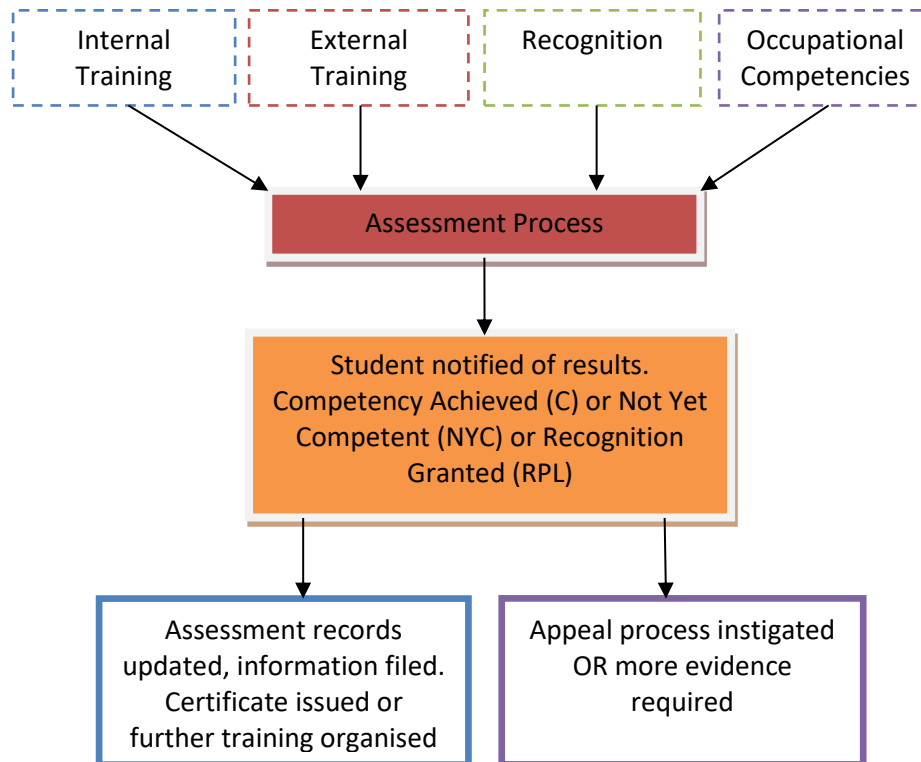 Internal
Training
External
Training
Recognition
Occupational
Competencies
Assessment Process
Student notified of results.
Competency Achieved (C) or Not Yet
Competent (NYC) or Recognition
Granted (RPL)
Assessment records
updated, information filed.
Certificate issued or
further training organised
Appeal process instigated
OR more evidence
required